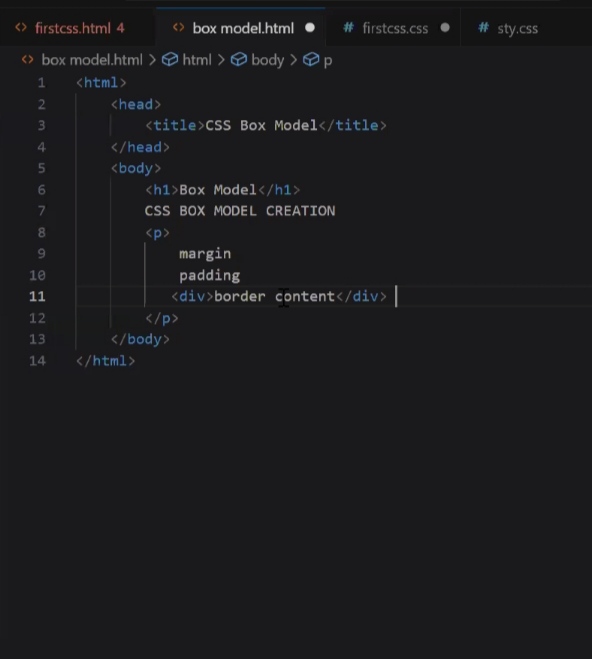 firstcss.html 4 box model.html firstcss.css sty.css
box model.html > html > body > p
1 <html>
2 <head>
3 <title>CSS Box Model</title>
4 </head>
5 <body>
6 <h1>Box Model</h1>
7 CSS BOX MODEL CREATION
8 <p>
9 margin
10 padding
11 <div>border content</div>
12 </p>
13 </body>
14 </html>